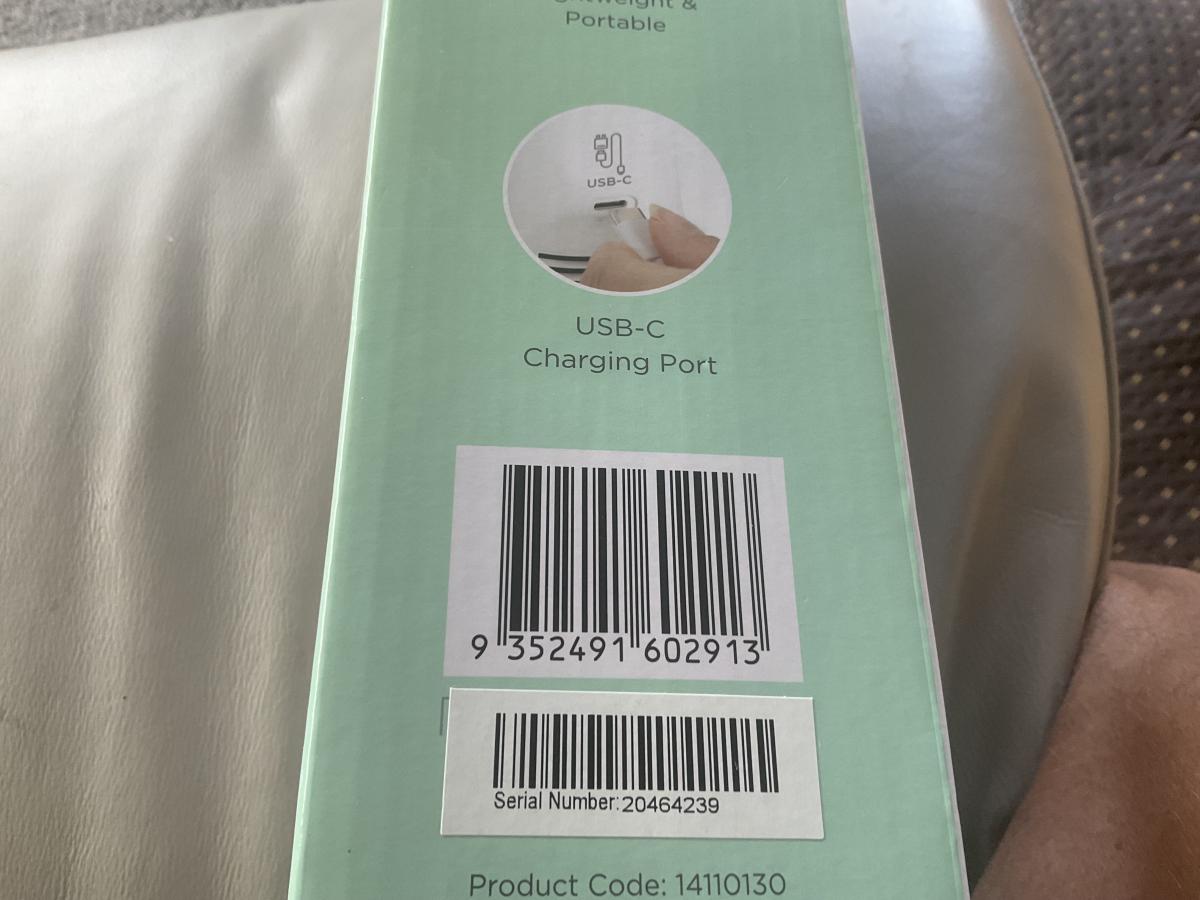 &
Portable
USB-C
USB-C
Charging Port
9 352491 602913
Serial Number:20464239
Product Code: 14110130